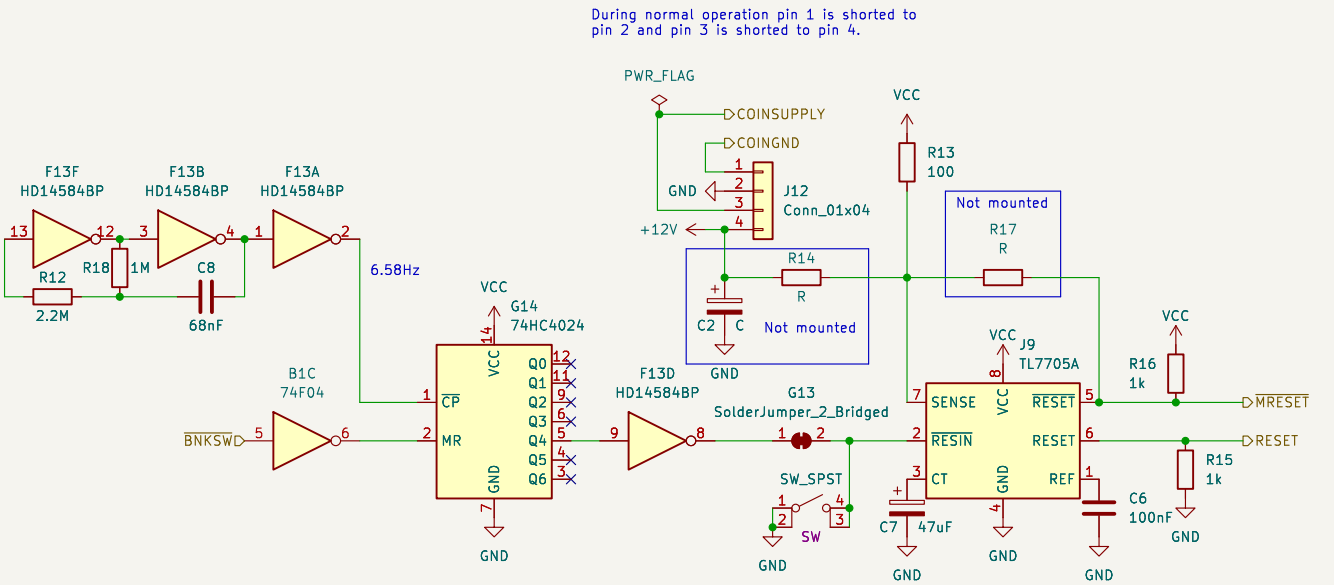 During normal operation pin 1 is shorted to
pin 2 and pin 3 is shorted to pin 4.
PWR_FLAG
COINSUPPLY
COINGND
1
2
3
4
GND
+12V
J12
Conn_01x04
VCC
R13
100
Not mounted
R17
R
F13F
HD14584BP
13
12
F13B
HD14584BP
3
4
F13A
HD14584BP
1
2
R18
1M
C8
68nF
R12
2.2M
6.58Hz
R14
R
C2
C
Not mounted
GND
VCC
G14
74HC4024
14
VCC
1
CP
2
MR
GND
7
GND
Q0
12
Q1
11
Q2
9
Q3
6
Q4
5
Q5
4
Q6
3
B1C
74F04
BNKSW
5
6
F13D
HD14584BP
9
8
G13
SolderJumper_2_Bridged
1
2
SW_SPST
1
2
4
3
SW
GND
VCC
J9
TL7705A
8
VCC
7
SENSE
2
RESIN
3
CT
RESET
5
RESET
6
REF
1
GND
4
GND
C7
47uF
GND
C6
100nF
GND
VCC
R16
1k
MRESET
RESET
R15
1k
GND